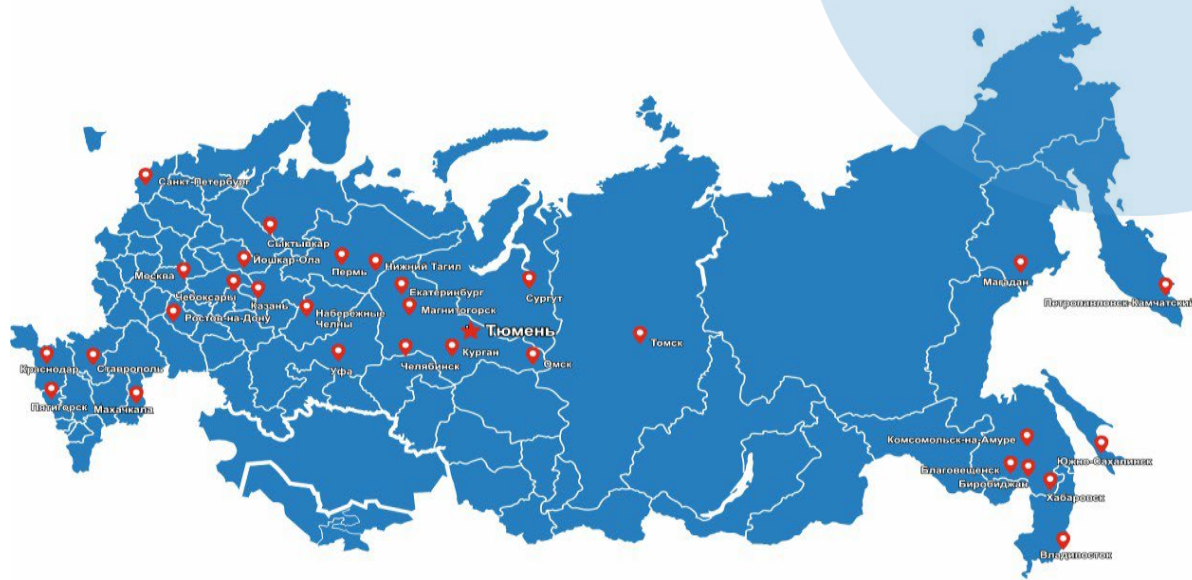 Санкт-Петербург
Сыктывкар
Йошкар-Ола
Пермь
Нижний Тагил
Москва
Чебоксары
Казань
Екатеринбург
Сургут
Магадан
Петропавловск-Камчатский
Ростов-на-Дону
Набережные
Челны
Магнитогорск
Тюмень
Томск
Краснодар
Ставрополь
Уфа
Челябинск
Курган
Омск
Пятигорск
Махачкала
Комсомольск-на-Амуре
Южно-Сахалинск
Благовещенск
Биробиджан
Хабаровск
Владивосток